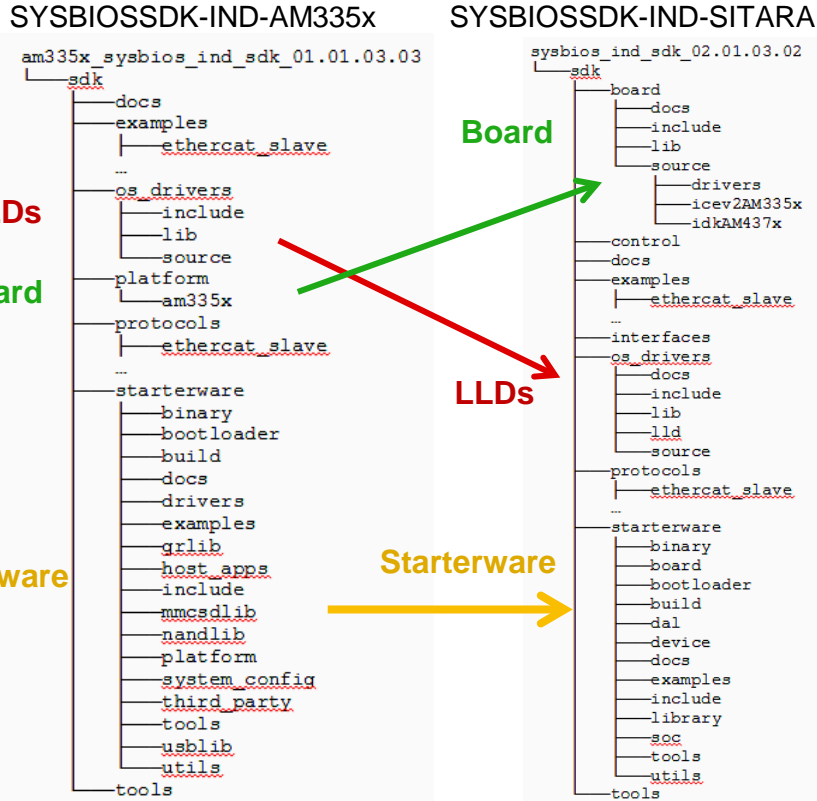 SYSBIOSSDK-IND-AM335x
am335x_sysbios_ind_sdk_01.01.03.03
sdk
docs
examples
ethercat_slave
...
os_drivers
include
lib
source
platform
am335x
protocols
ethercat_slave
...
starterware
binary
bootloader
build
docs
drivers
examples
grlib
host_apps
include
mmcsdlib
nandlib
platform
system_config
third_party
tools
usblib
utils
tools
Ds
ard
ware
Board
LLDs
Starterware
SYSBIOSSDK-IND-SITARA
sysbios_ind_sdk_02.01.03.02
sdk
board
docs
include
lib
source
drivers
icev2AM335x
idkAM437x
control
docs
examples
ethercat_slave
...
interfaces
os_drivers
docs
include
lib
lld
source
protocols
ethercat_slave
...
starterware
binary
board
bootloader
build
dal
device
docs
examples
include
library
soc
tools
utils
tools